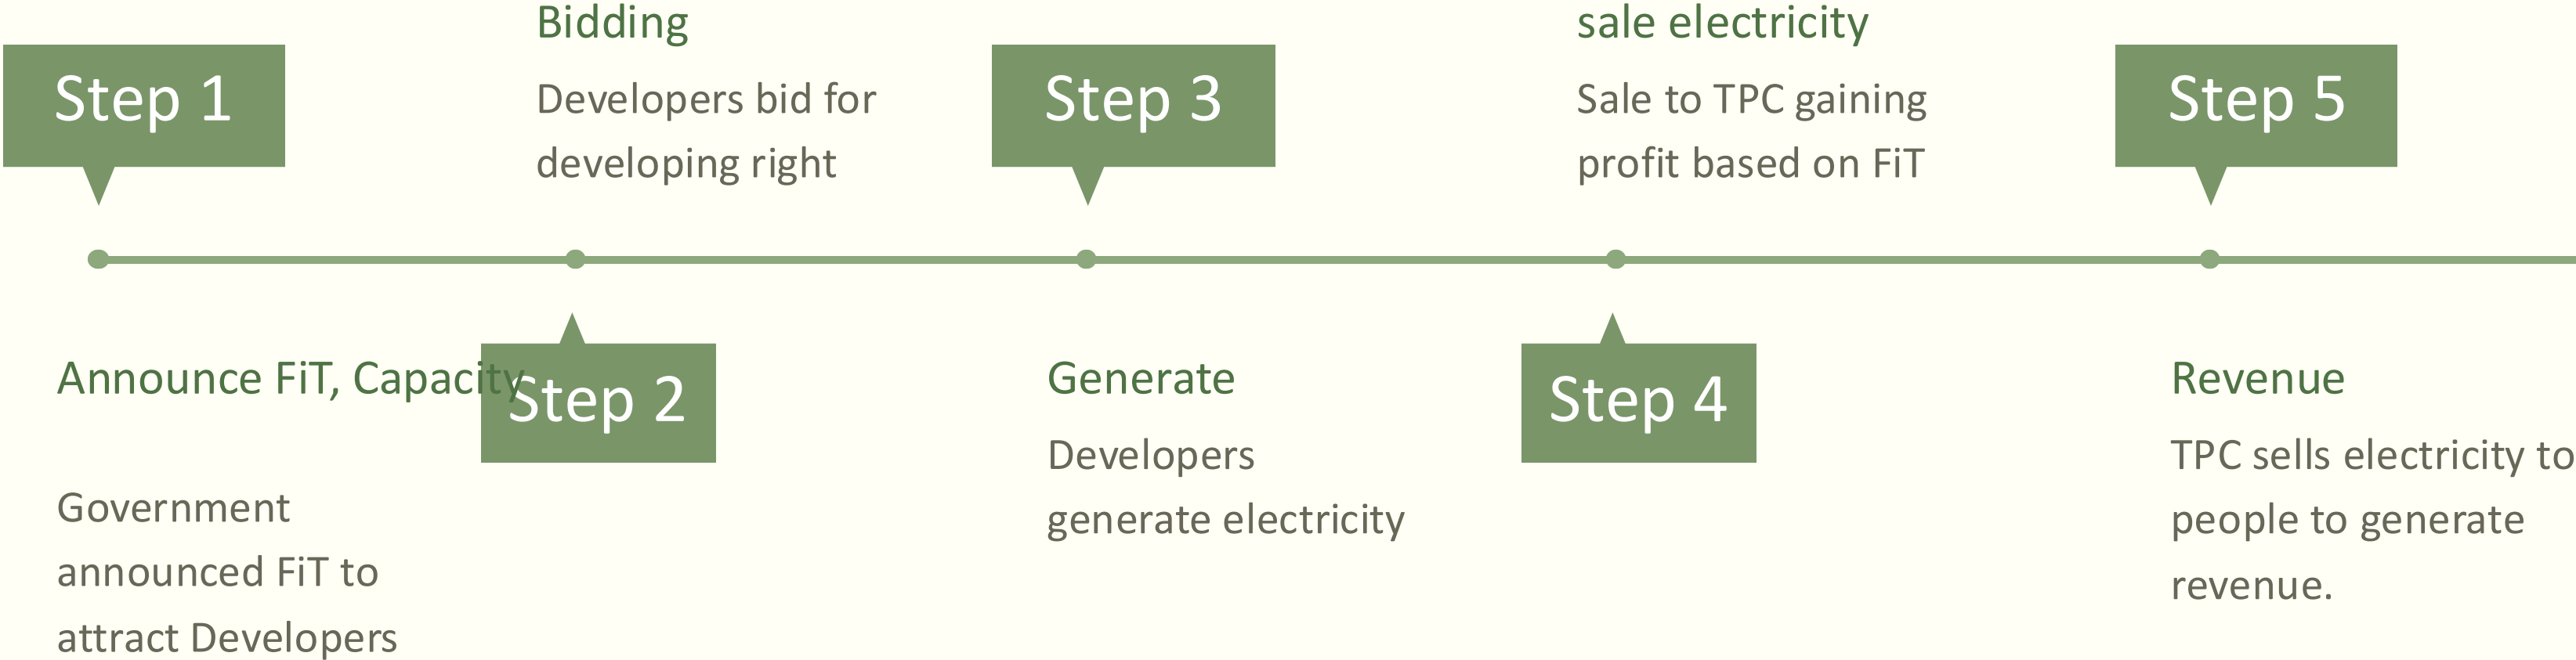 Step 1
Announce FiT, Capacity
Government
announced FiT to
attract Developers
Bidding
Developers bid for
developing right
Step 2
Step 3
Generate
Developers
generate electricity
sale electricity
Sale to TPC gaining
profit based on FiT
Step 4
Step 5
Revenue
TPC sells electricity to
people to generate
revenue.